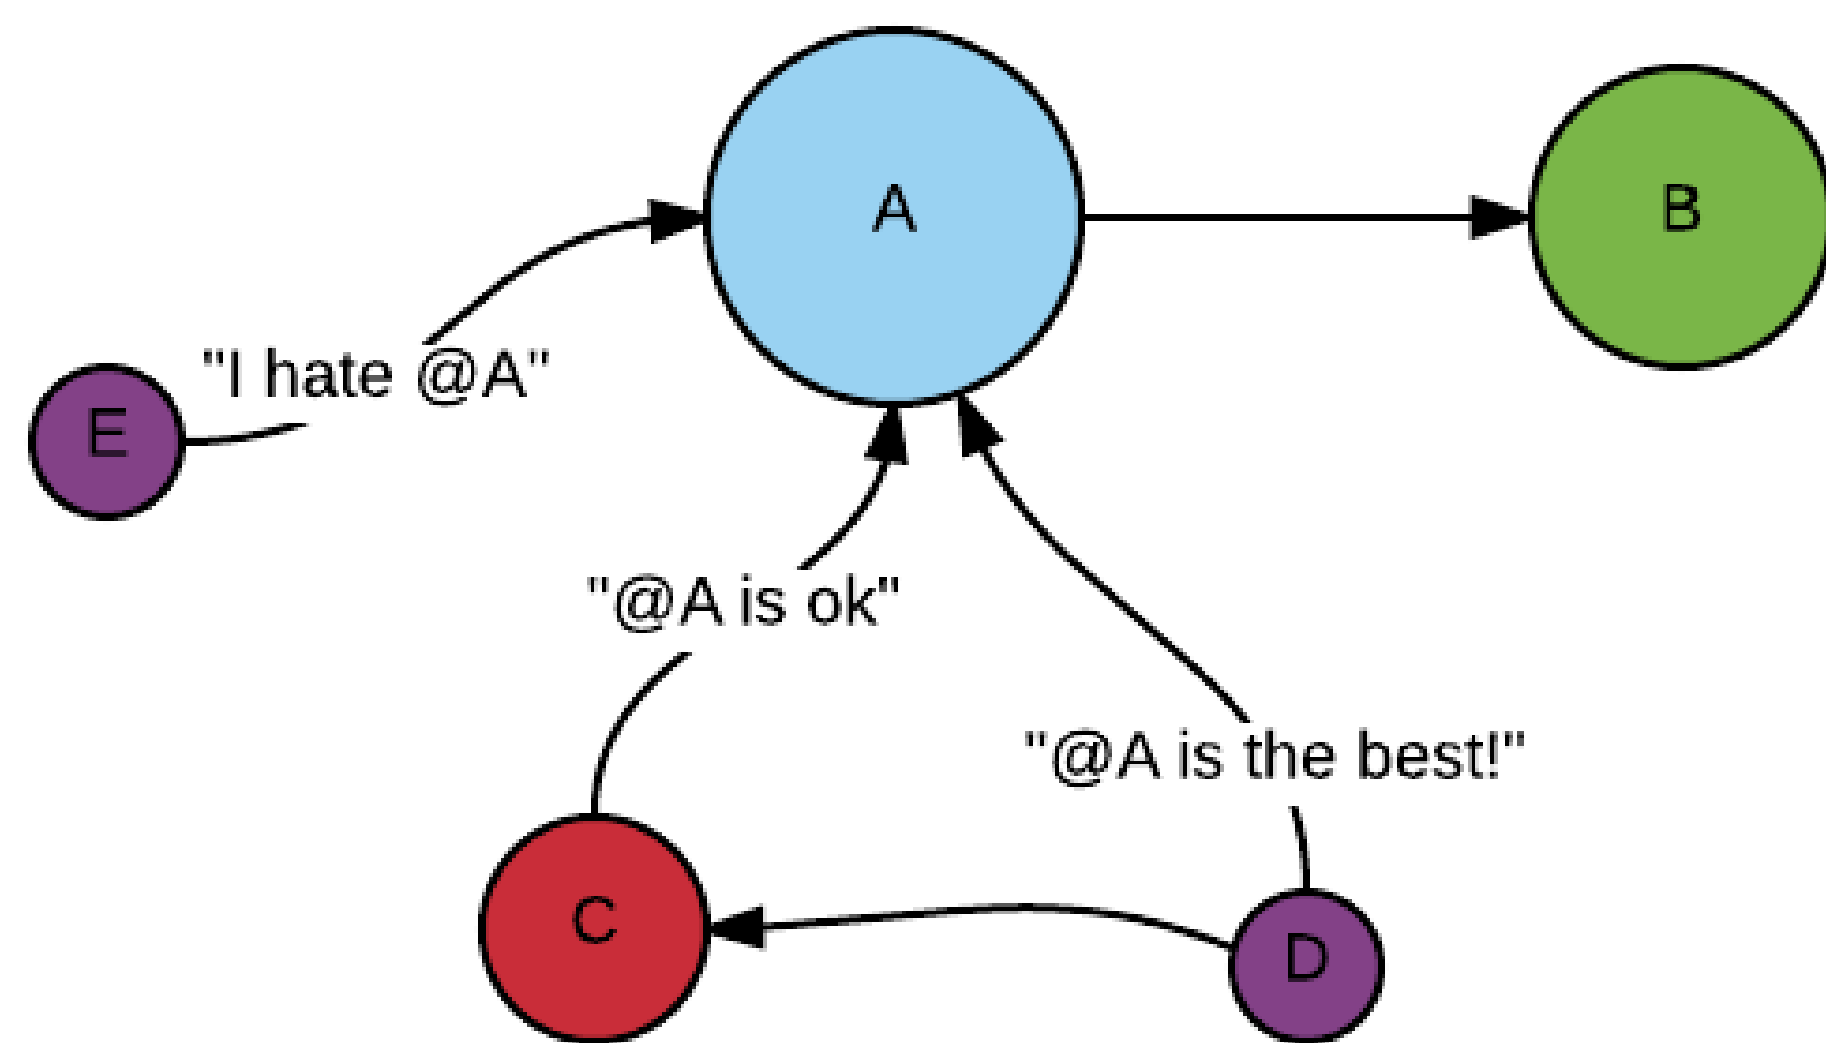 A
B
"I hate @A"
E
"@A is ok"
"@A is the best!"
C
D